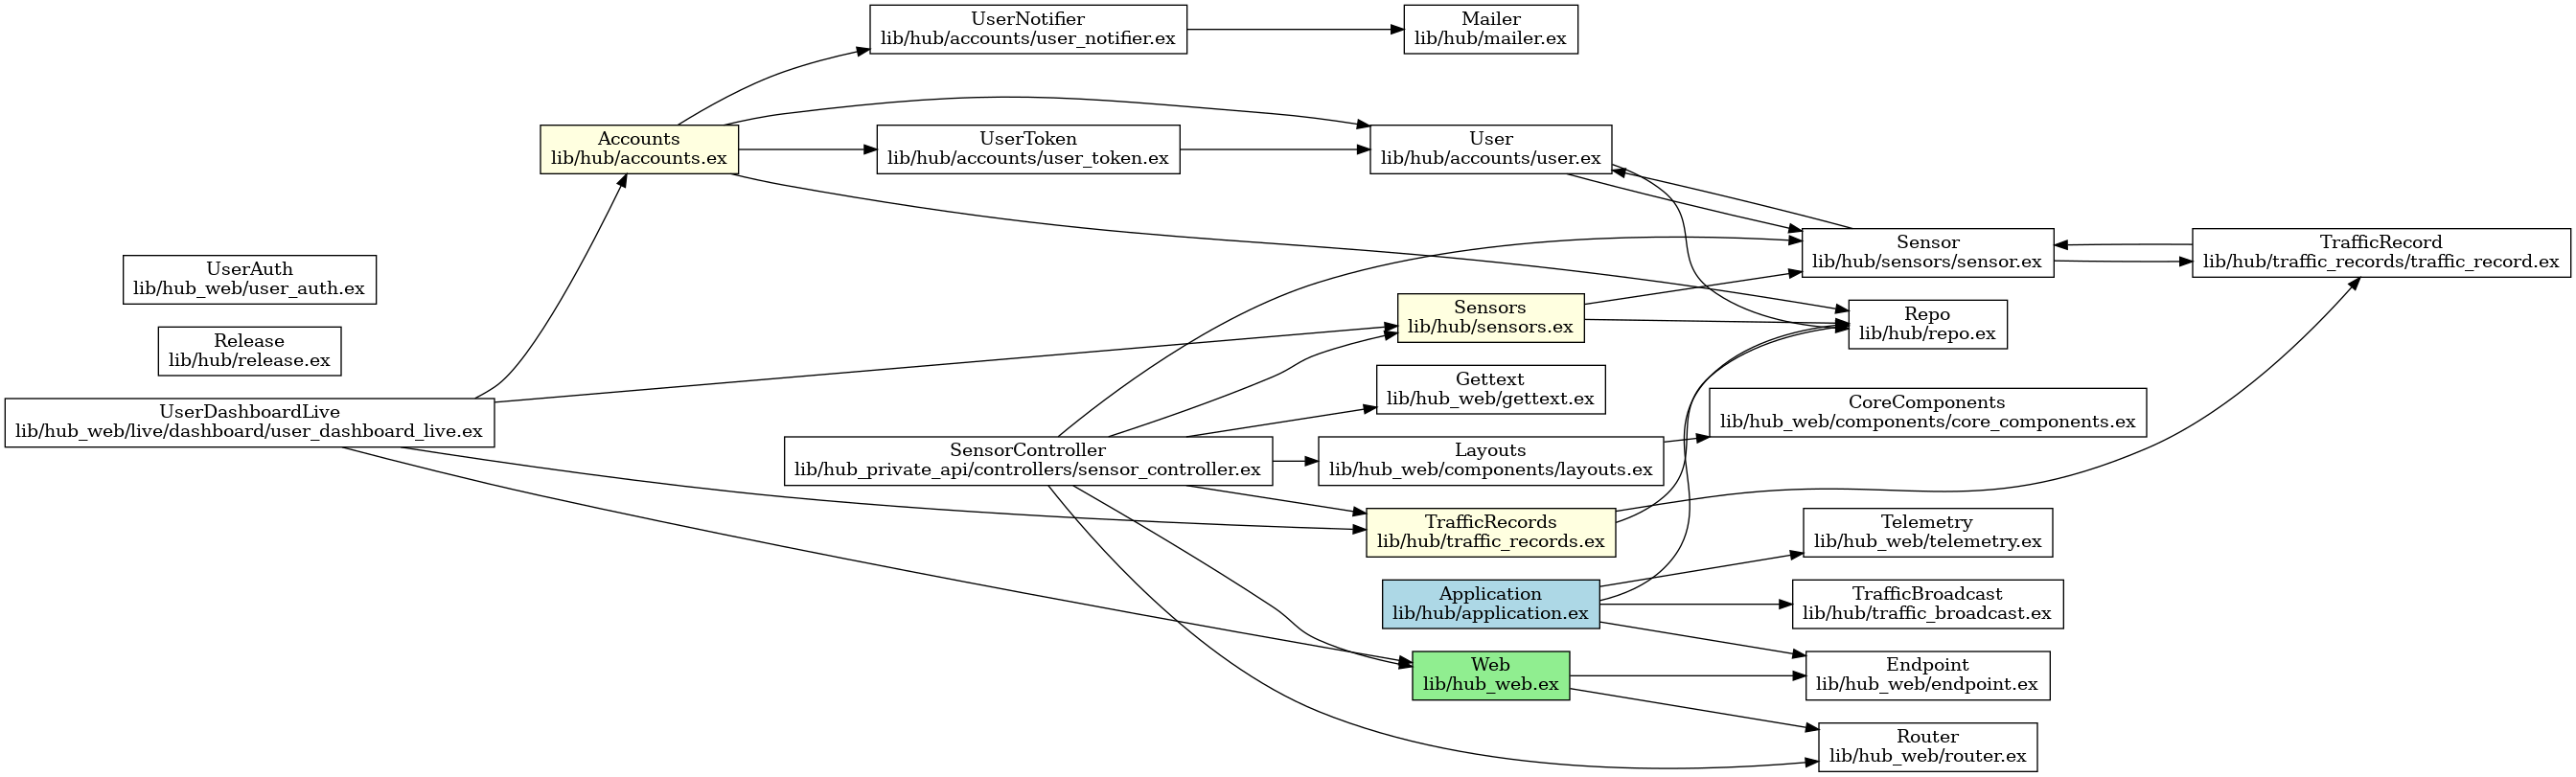 UserNotifier
lib/hub/accounts/user_notifier.ex
Mailer
lib/hub/mailer.ex
Accounts
lib/hub/accounts.ex
UserToken
lib/hub/accounts/user_token.ex
User
lib/hub/accounts/user.ex
UserAuth
lib/hub_web/user_auth.ex
Sensor
lib/hub/sensors/sensor.ex
TrafficRecord
lib/hub/traffic_records/traffic_record.ex
Release
lib/hub/release.ex
Sensors
lib/hub/sensors.ex
Repo
lib/hub/repo.ex
UserDashboardLive
lib/hub_web/live/dashboard/user_dashboard_live.ex
Gettext
lib/hub_web/gettext.ex
CoreComponents
lib/hub_web/components/core_components.ex
SensorController
lib/hub_private_api/controllers/sensor_controller.ex
Layouts
lib/hub_web/components/layouts.ex
TrafficRecords
lib/hub/traffic_records.ex
Telemetry
lib/hub_web/telemetry.ex
Application
lib/hub/application.ex
TrafficBroadcast
lib/hub/traffic_broadcast.ex
Web
lib/hub_web.ex
Endpoint
lib/hub_web/endpoint.ex
Router
lib/hub_web/router.ex